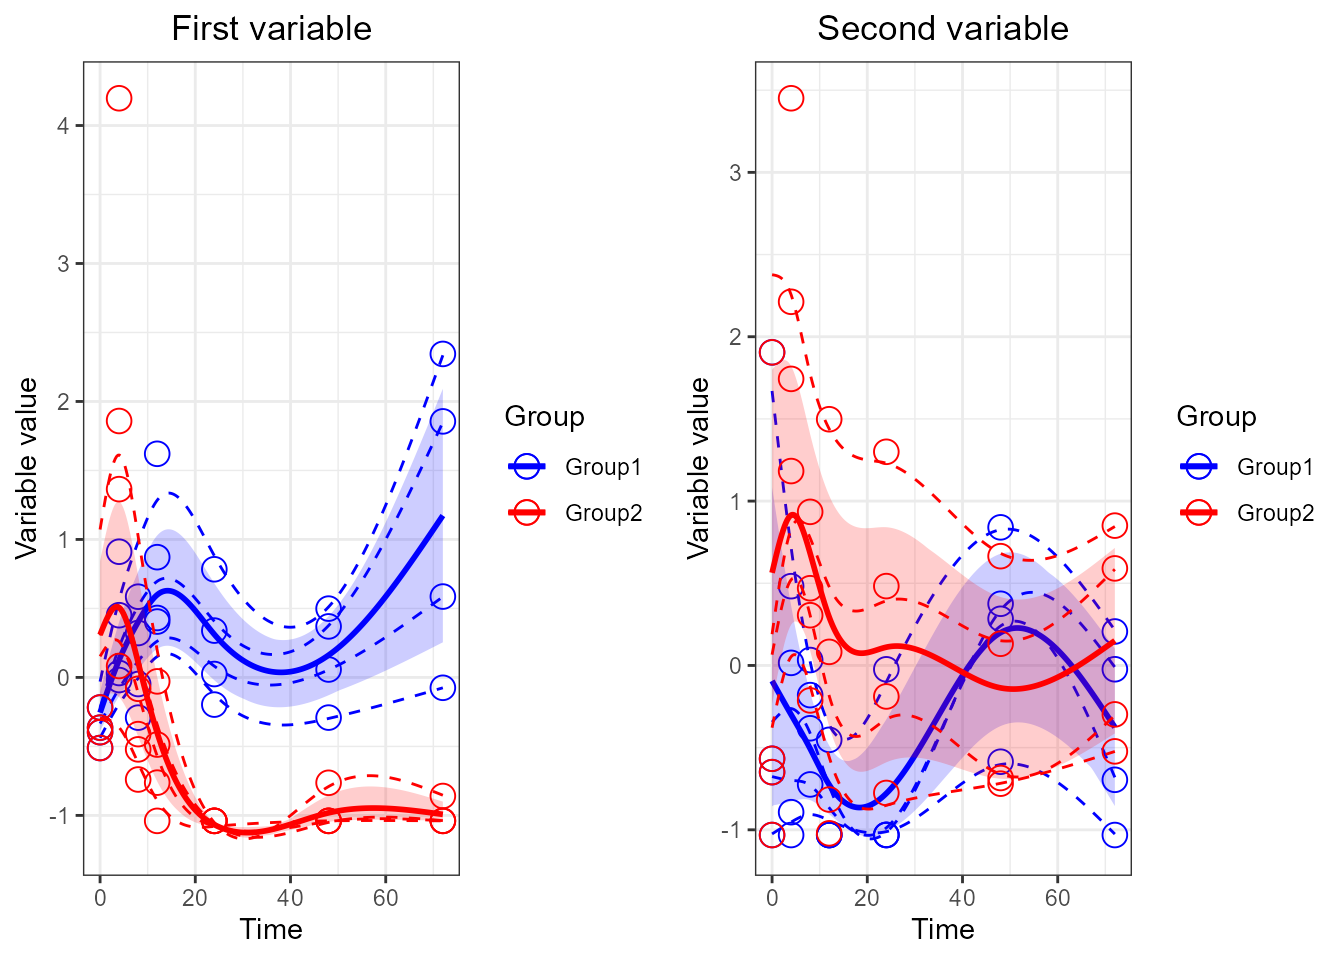 First variable
Variable value
4
3
2
1
0
-1
0 20 40 60
Time
Group
Group1
Group2
Second variable
Variable value
3
2
1
0
-1
0 20 40 60
Time
Group
Group1
Group2